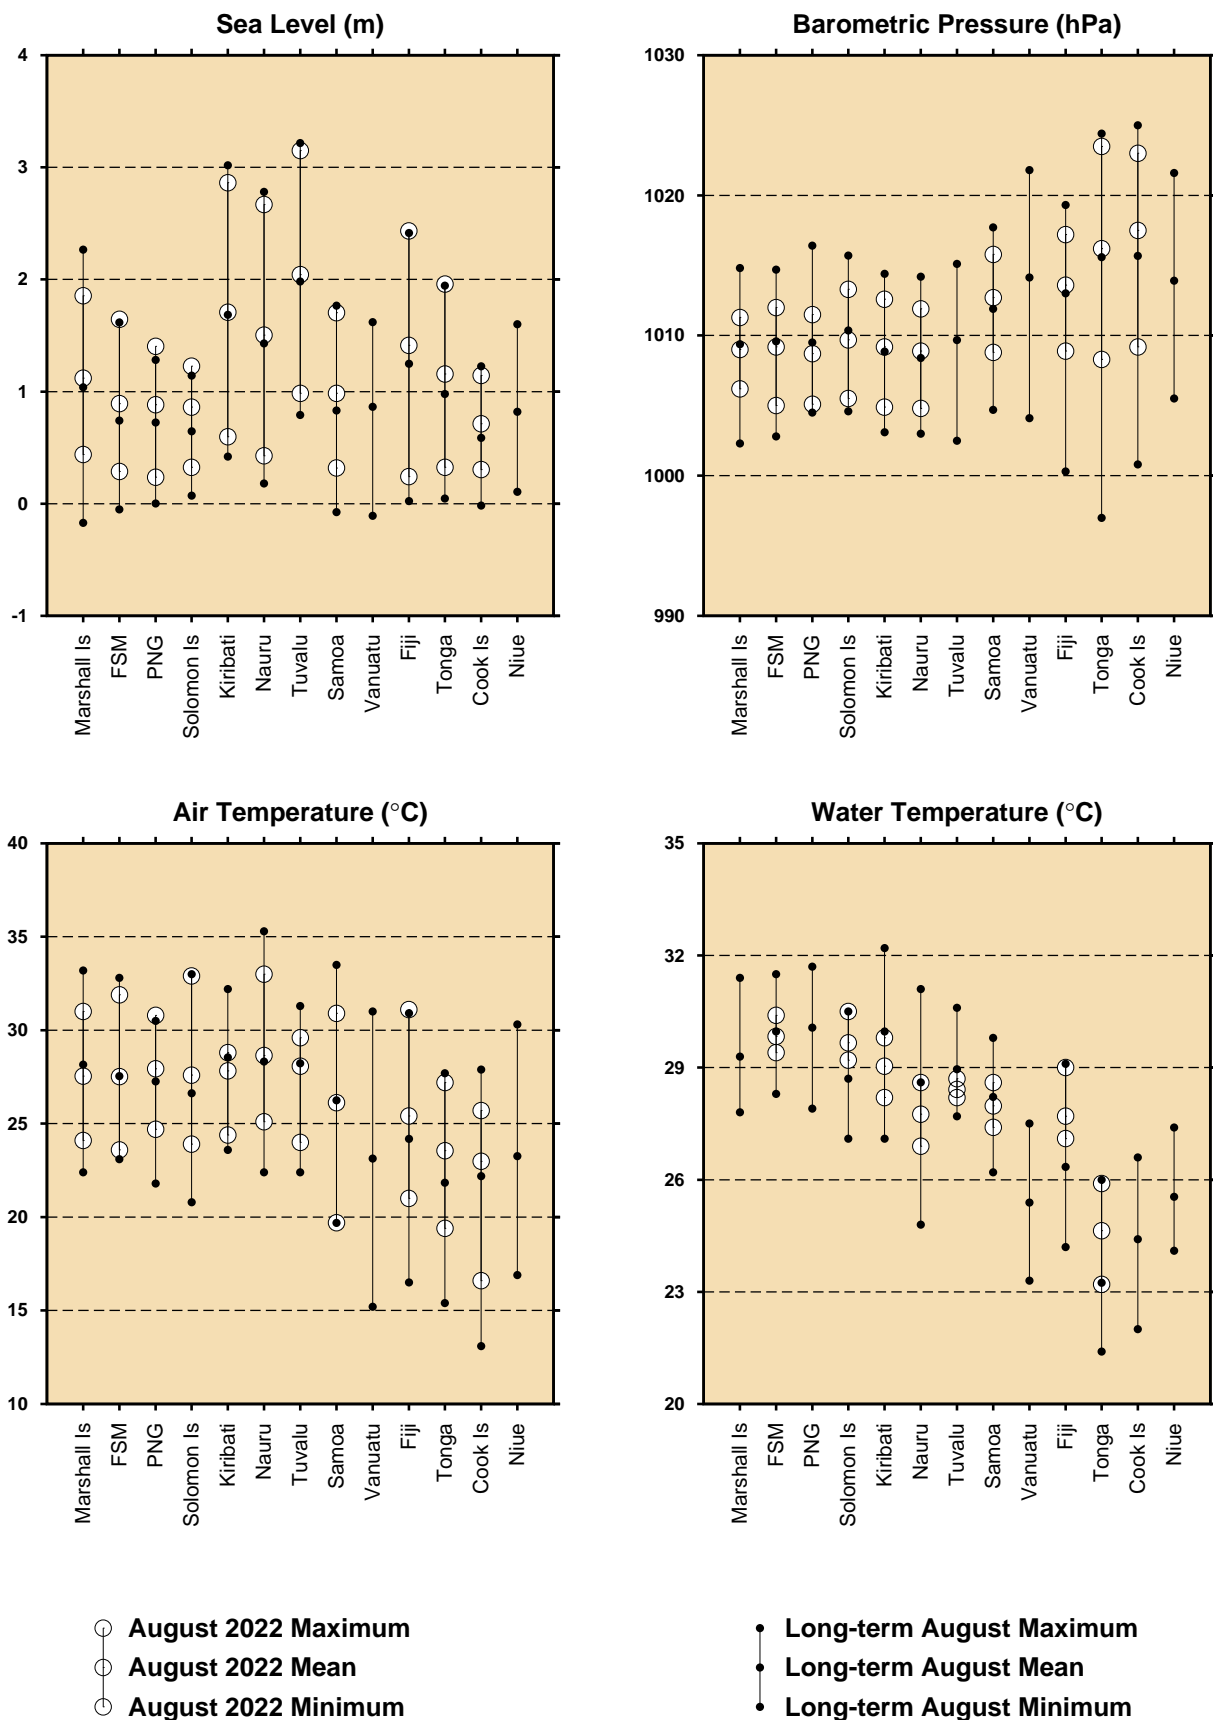 Sea Level (m)
4
3
2
1
0
-1
Marshall Is
FSM
PNG
Solomon Is
Kiribati
Nauru
Tuvalu
Samoa
Vanuatu
Fiji
Tonga
Cook Is
Niue
Barometric Pressure (hPa)
1030
1020
1010
1000
990
Marshall Is
FSM
PNG
Solomon Is
Kiribati
Nauru
Tuvalu
Samoa
Vanuatu
Fiji
Tonga
Cook Is
Niue
Air Temperature (°C)
40
35
30
25
20
15
10
Marshall Is
FSM
PNG
Solomon Is
Kiribati
Nauru
Tuvalu
Samoa
Vanuatu
Fiji
Tonga
Cook Is
Niue
Water Temperature (°C)
35
32
29
26
23
20
Marshall Is
FSM
PNG
Solomon Is
Kiribati
Nauru
Tuvalu
Samoa
Vanuatu
Fiji
Tonga
Cook Is
Niue
August 2022 Maximum
August 2022 Mean
August 2022 Minimum
Long-term August Maximum
Long-term August Mean
Long-term August Minimum